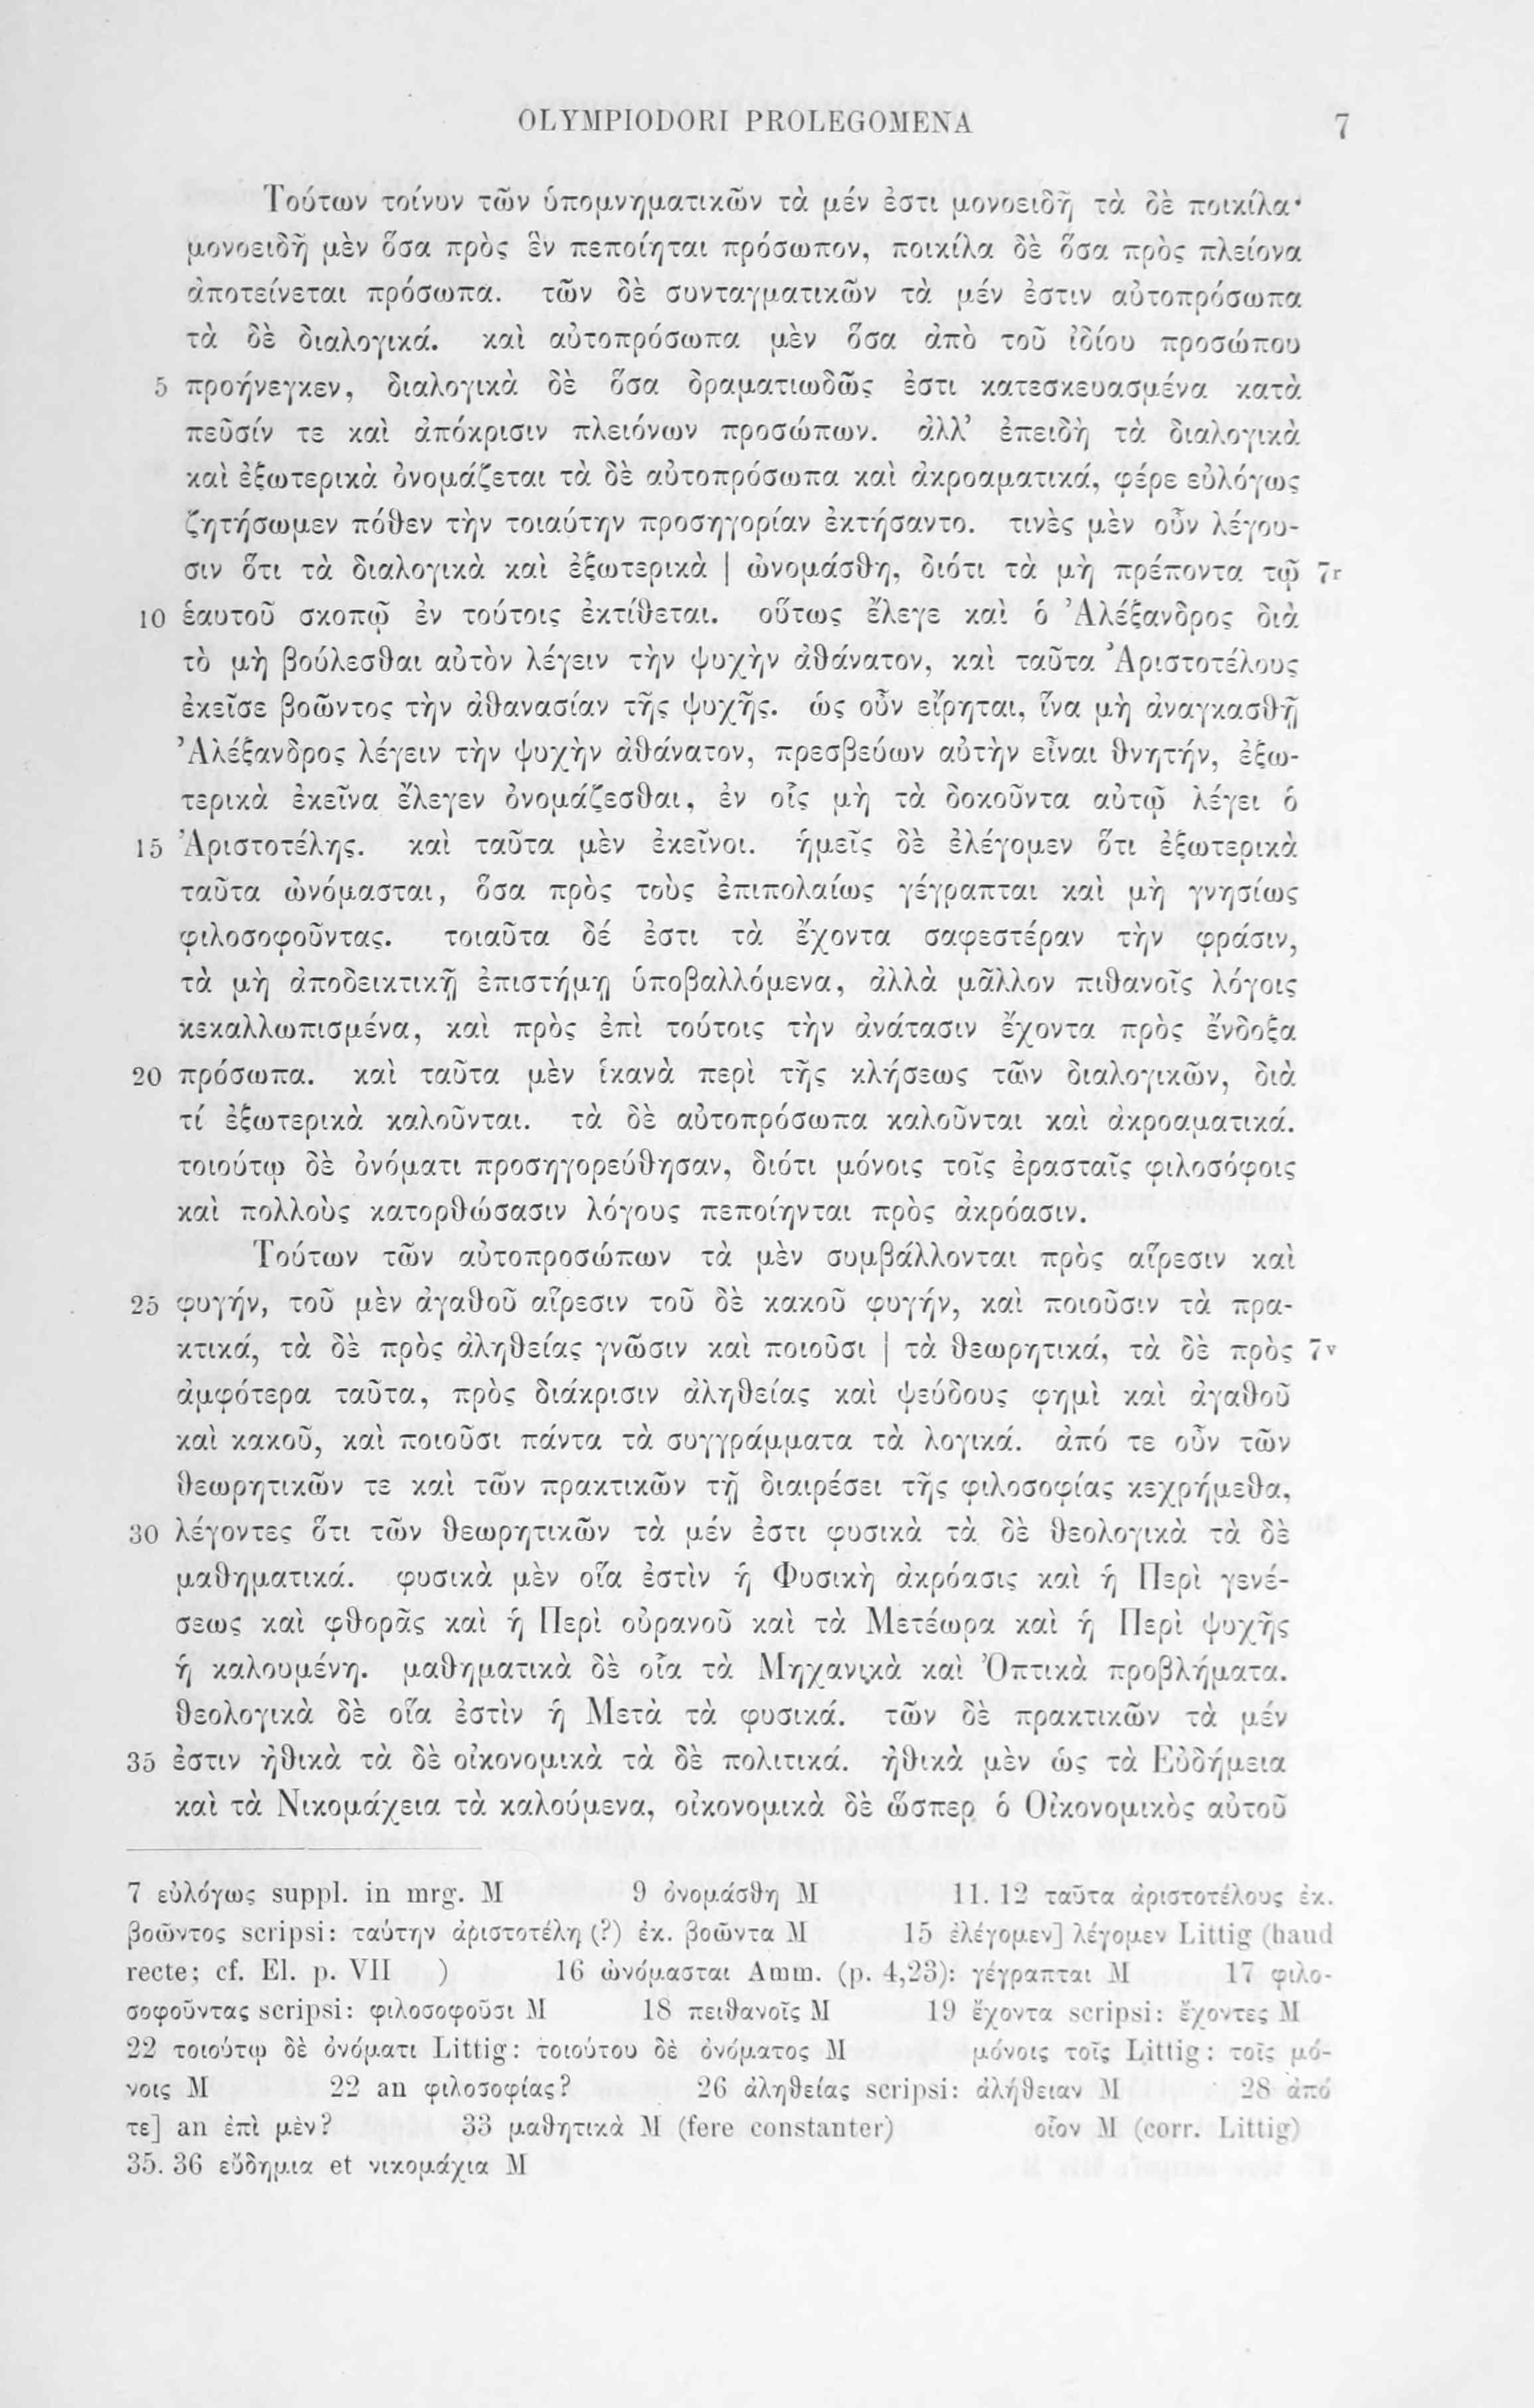 OLYMPIODORI PROLEGOMENA 7
Τούτων τοίνυν τῶν ὑπομνηματικῶν τὰ μέν ἐστι μονοειδῆ τὰ δὲ ποικίλα·
μονοειδῆ μὲν ὅσα πρὸς ἓν πεποίηται πρόσωπον, ποικίλα δὲ ὅσα πρὸς πλείονα
ἀποτείνεται πρόσωπα. τῶν δὲ συνταγματικῶν τὰ μέν ἐστιν αὐτοπρόσωπα
τὰ δὲ διαλογικά. καὶ αὐτοπρόσωπα μὲν ὅσα ἀπὸ τοῦ ἰδίου προσώπου
5 προήνεγκεν, διαλογικὰ δὲ ὅσα δραματιωδῶς ἐστι κατεσκευασμένα κατὰ
πεῦσίν τε καὶ ἀπόκρισιν πλειόνων προσώπων. ἀλλ’ ἐπειδὴ τὰ διαλογικὰ
καὶ ἐξωτερικὰ ὀνομάζεται τὰ δὲ αὐτοπρόσωπα καὶ ἀκροαματικά, φέρε εὐλόγως
ζητήσωμεν πόθεν τὴν τοιαύτην προσηγορίαν ἐκτήσαντο. τινὲς μὲν οὖν λέγου-
σιν ὅτι τὰ διαλογικὰ καὶ ἐξωτερικὰ | ὠνομάσθη, διότι τὰ μὴ πρέποντα τῷ 7r
10 ἑαυτοῦ σκοπῷ ἐν τούτοις ἐκτίθεται. οὕτως ἔλεγε καὶ ὁ Ἀλέξανδρος διὰ
τὸ μὴ βούλεσθαι αὐτὸν λέγειν τὴν ψυχὴν ἀθάνατον, καὶ ταῦτα Ἀριστοτέλους
ἐκεῖσε βοῶντος τὴν ἀθανασίαν τῆς ψυχῆς. ὡς οὖν εἴρηται, ἵνα μὴ ἀναγκασθῇ
Ἀλέξανδρος λέγειν τὴν ψυχὴν ἀθάνατον, πρεσβεύων αὐτὴν εἶναι θνητήν, ἐξω-
τερικὰ ἐκεῖνα ἔλεγεν ὀνομάζεσθαι, ἐν οἷς μὴ τὰ δοκοῦντα αὐτῷ λέγει ὁ
15 Ἀριστοτέλης. καὶ ταῦτα μὲν ἐκεῖνοι. ἡμεῖς δὲ ἐλέγομεν ὅτι ἐξωτερικὰ
ταῦτα ὠνόμασται, ὅσα πρὸς τοὺς ἐπιπολαίως γέγραπται καὶ μὴ γνησίως
φιλοσοφοῦντας. τοιαῦτα δέ ἐστι τὰ ἔχοντα σαφεστέραν τὴν φράσιν,
τὰ μὴ ἀποδεικτικῇ ἐπιστήμῃ ὑποβαλλόμενα, ἀλλὰ μᾶλλον πιθανοῖς λόγοις
κεκαλλωπισμένα, καὶ πρὸς ἐπὶ τούτοις τὴν ἀνάτασιν ἔχοντα πρὸς ἔνδοξα
20 πρόσωπα. καὶ ταῦτα μὲν ἱκανὰ περὶ τῆς κλήσεως τῶν διαλογικῶν, διὰ
τί ἐξωτερικὰ καλοῦνται. τὰ δὲ αὐτοπρόσωπα καλοῦνται καὶ ἀκροαματικά.
τοιούτῳ δὲ ὀνόματι προσηγορεύθησαν, διότι μόνοις τοῖς ἐρασταῖς φιλοσόφοις
καὶ πολλοὺς κατορθώσασιν λόγους πεποίηνται πρὸς ἀκρόασιν.
Τούτων τῶν αὐτοπροσώπων τὰ μὲν συμβάλλονται πρὸς αἵρεσιν καὶ
25 φυγήν, τοῦ μὲν ἀγαθοῦ αἵρεσιν τοῦ δὲ κακοῦ φυγήν, καὶ ποιοῦσιν τὰ πρα-
κτικά, τὰ δὲ πρὸς ἀληθείας γνῶσιν καὶ ποιοῦσι | τὰ θεωρητικά, τὰ δὲ πρὸς 7v
ἀμφότερα ταῦτα, πρὸς διάκρισιν ἀληθείας καὶ ψεύδους φημὶ καὶ ἀγαθοῦ
καὶ κακοῦ, καὶ ποιοῦσι πάντα τὰ συγγράμματα τὰ λογικά. ἀπό τε οὖν τῶν
θεωρητικῶν τε καὶ τῶν πρακτικῶν τῇ διαιρέσει τῆς φιλοσοφίας κεχρήμεθα,
30 λέγοντες ὅτι τῶν θεωρητικῶν τὰ μέν ἐστι φυσικὰ τὰ δὲ θεολογικὰ τὰ δὲ
μαθηματικά. φυσικὰ μὲν οἷα ἐστὶν ἡ Φυσικὴ ἀκρόασις καὶ ἡ Περὶ γενέ-
σεως καὶ φθορᾶς καὶ ἡ Περὶ οὐρανοῦ καὶ τὰ Μετέωρα καὶ ἡ Περὶ ψυχῆς
ἡ καλουμένη. μαθηματικὰ δὲ οἷα τὰ Μηχανικὰ καὶ Ὀπτικὰ προβλήματα.
θεολογικὰ δὲ οἷα ἐστὶν ἡ Μετὰ τὰ φυσικά. τῶν δὲ πρακτικῶν τὰ μέν
35 ἐστιν ἠθικὰ τὰ δὲ οἰκονομικὰ τὰ δὲ πολιτικά. ἠθικὰ μὲν ὡς τὰ Εὐδήμεια
καὶ τὰ Νικομάχεια τὰ καλούμενα, οἰκονομικὰ δὲ ὥσπερ ὁ Οἰκονομικὸς αὐτοῦ
7 εὐλόγως suppl. in mrg. M 9 ὀνομάσθη M 11. 12 ταῦτα ἀριστοτέλους ἐκ.
βοῶντος scripsi: ταύτην ἀριστοτέλη (?) ἐκ. βοῶντα M 15 ἐλέγομεν] λέγομεν Littig (haud
recte; cf. El. p. VII ) 16 ὠνόμασται Amm. (p. 4,23): γέγραπται M 17 φιλο-
σοφοῦντας scripsi: φιλοσοφοῦσι M 18 πειθανοῖς M 19 ἔχοντα scripsi: ἔχοντες M
22 τοιούτῳ δὲ ὀνόματι Littig: τοιούτου δὲ ὀνόματος M μόνοις τοῖς Littig: τοῖς μό-
νοις M 22 an φιλοσοφίας? 26 ἀληθείας scripsi: ἀλήθειαν M 28 ἀπό
τε] an ἐπὶ μὲν? 33 μαθητικὰ M (fere constanter) οἷον M (corr. Littig)
35. 36 εὔδημια et νικομάχια M